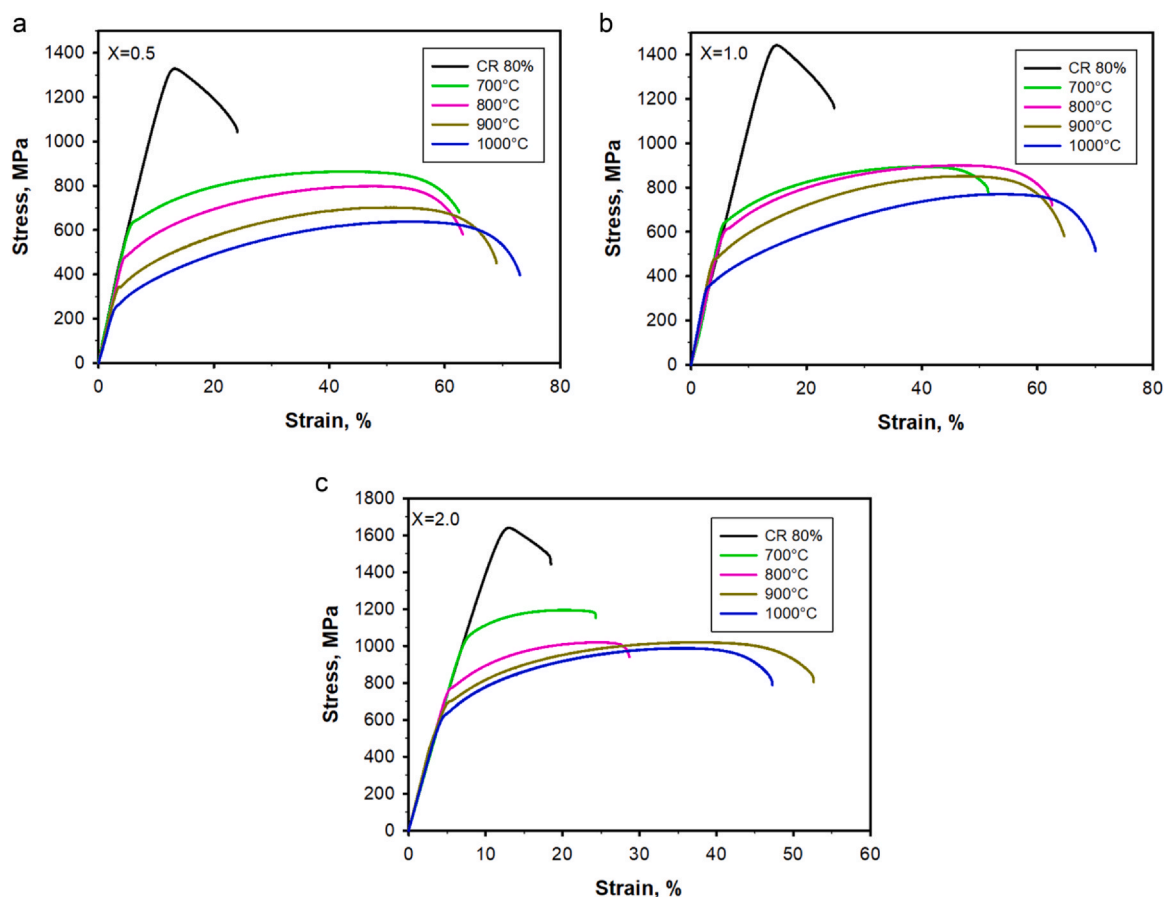 a
X=0.5
Stress, MPa
1400
1200
1000
800
600
400
200
0
0 20 40 60 80
Strain, %
CR 80%
700°C
800°C
900°C
1000°C
b
X=1.0
Stress, MPa
1400
1200
1000
800
600
400
200
0
0 20 40 60 80
Strain, %
CR 80%
700°C
800°C
900°C
1000°C
c
X=2.0
Stress, MPa
1800
1600
1400
1200
1000
800
600
400
200
0
0 10 20 30 40 50 60
Strain, %
CR 80%
700°C
800°C
900°C
1000°C